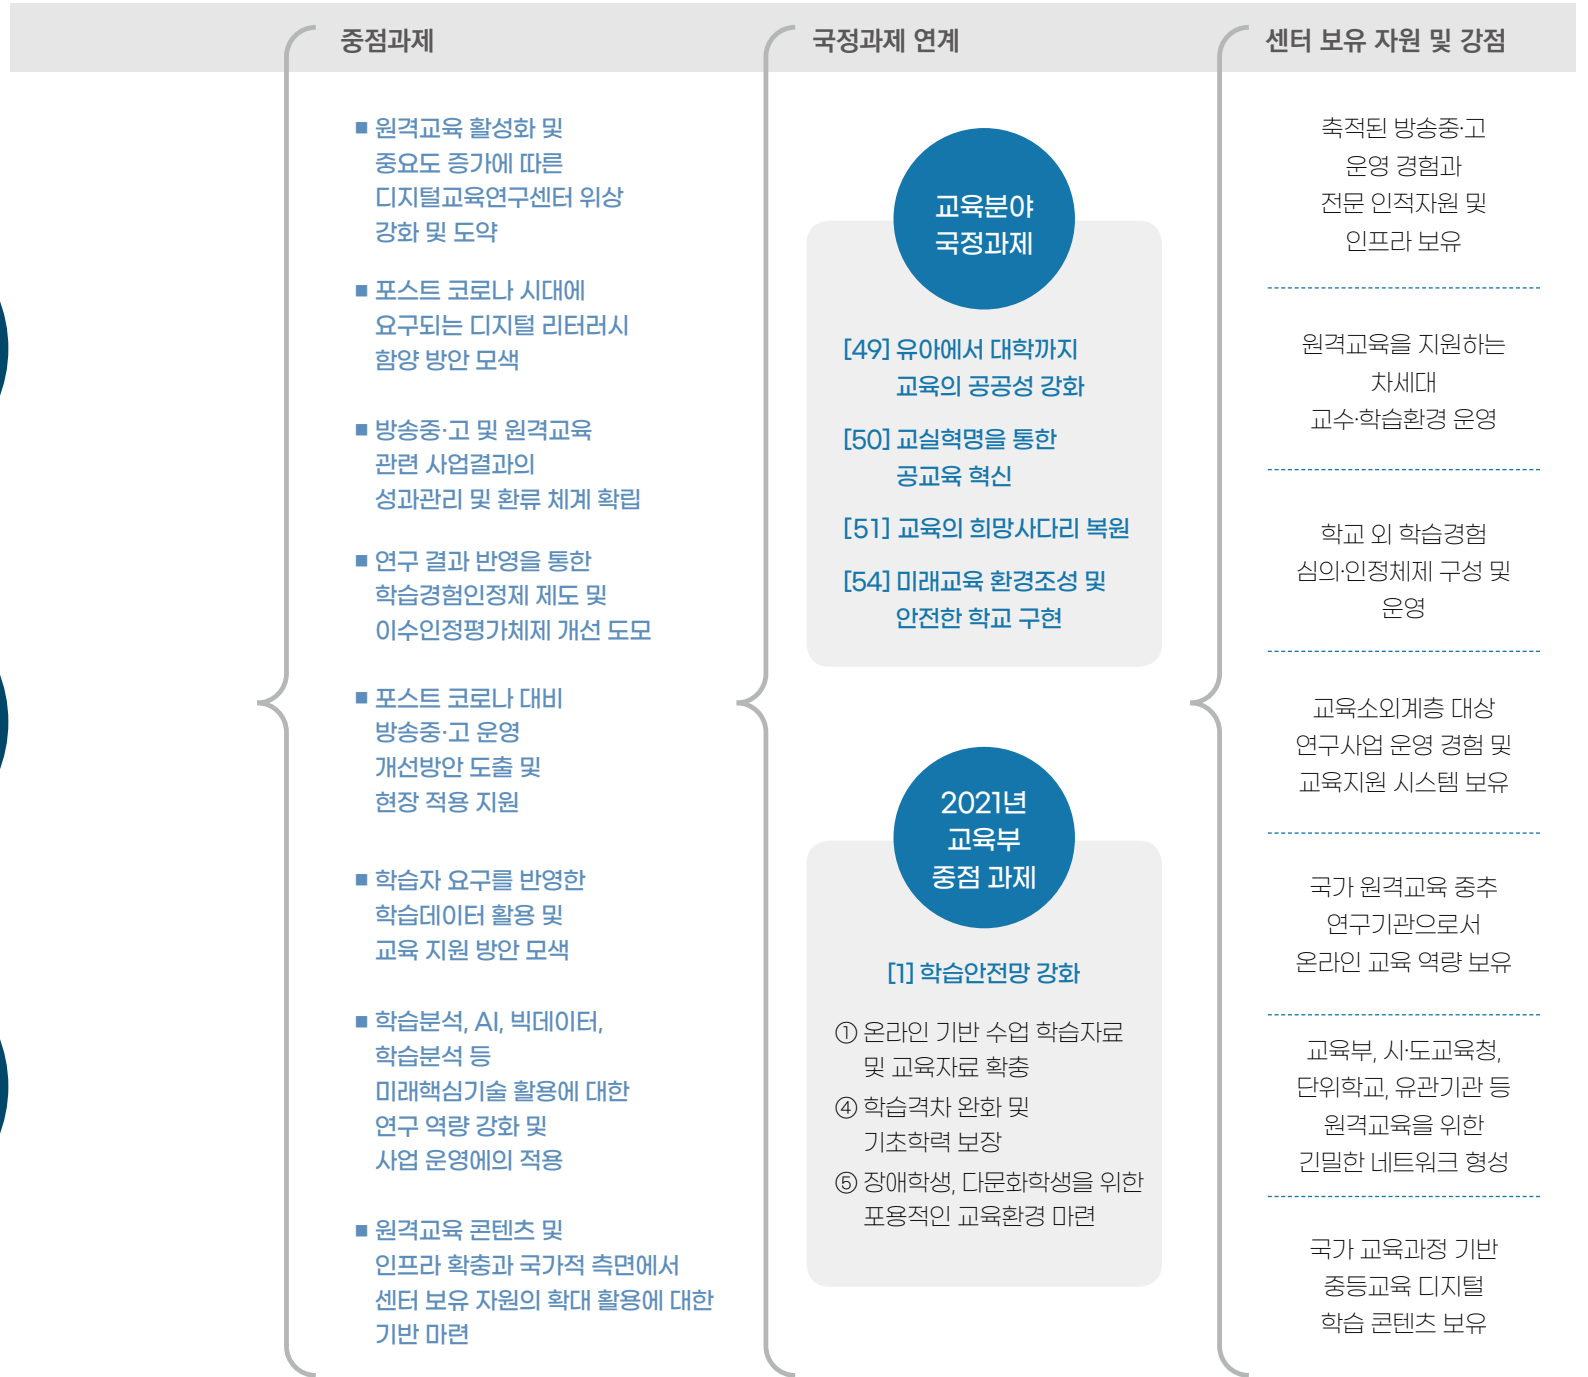 중점과제
국정과제 연계
센터 보유 자원 및 강점
■ 원격교육 활성화 및
중요도 증가에 따른
디지털교육연구센터 위상
강화 및 도약
■ 포스트 코로나 시대에
요구되는 디지털 리터러시
함양 방안 모색
■ 방송중·고 및 원격교육
관련 사업결과의
성과관리 및 환류 체계 확립
■ 연구 결과 반영을 통한
학습경험인정제 제도 및
이수인정평가체제 개선 도모
■ 포스트 코로나 대비
방송중·고 운영
개선방안 도출 및
현장 적용 지원
■ 학습자 요구를 반영한
학습데이터 활용 및
교육 지원 방안 모색
■ 학습분석, AI, 빅데이터,
학습분석 등
미래핵심기술 활용에 대한
연구 역량 강화 및
사업 운영에의 적용
■ 원격교육 콘텐츠 및
인프라 확충과 국가적 측면에서
센터 보유 자원의 확대 활용에 대한
기반 마련
교육분야
국정과제
[49] 유아에서 대학까지
교육의 공공성 강화
[50] 교실혁명을 통한
공교육 혁신
[51] 교육의 희망사다리 복원
[54] 미래교육 환경조성 및
안전한 학교 구현
2021년
교육부
중점 과제
[1] 학습안전망 강화
① 온라인 기반 수업 학습자료
및 교육자료 확충
④ 학습격차 완화 및
기초학력 보장
⑤ 장애학생, 다문화학생을 위한
포용적인 교육환경 마련
축적된 방송중·고
운영 경험과
전문 인적자원 및
인프라 보유
원격교육을 지원하는
차세대
교수·학습환경 운영
학교 외 학습경험
심의·인정체제 구성 및
운영
교육소외계층 대상
연구사업 운영 경험 및
교육지원 시스템 보유
국가 원격교육 중추
연구기관으로서
온라인 교육 역량 보유
교육부, 시·도교육청,
단위학교, 유관기관 등
원격교육을 위한
긴밀한 네트워크 형성
국가 교육과정 기반
중등교육 디지털
학습 콘텐츠 보유